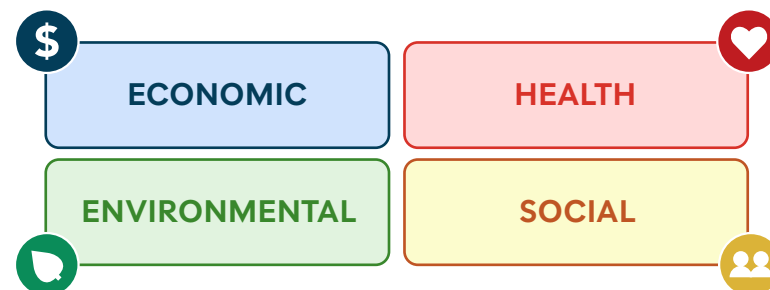 $
ECONOMIC
HEALTH
ENVIRONMENTAL
SOCIAL